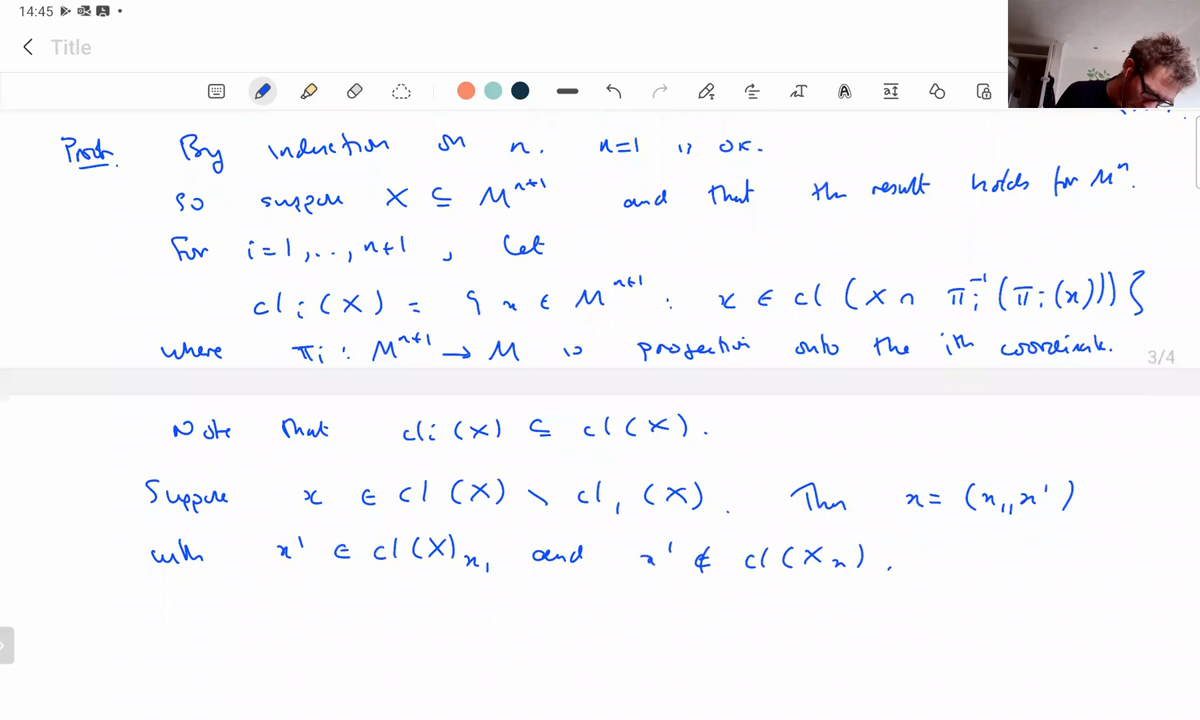 14:45
Title
Proof. By induction on n. n=1 is OK.
So suppose X ⊆ M^{n+1} and that the result holds for M^n.
For i=1,..,n+1, let
cl_i(X) = { x ∈ M^{n+1} : x ∈ cl(X ∩ π_i^{-1}(π_i(x))) }
where π_i : M^{n+1} → M is projection onto the ith coordinate.
3/4
Note that cl_i(X) ⊆ cl(X).
Suppose x ∈ cl(X) \ cl_1(X). Then x = (x_1, x')
with x' ∈ cl(X)_{x_1} and x' ∉ cl(X_x).